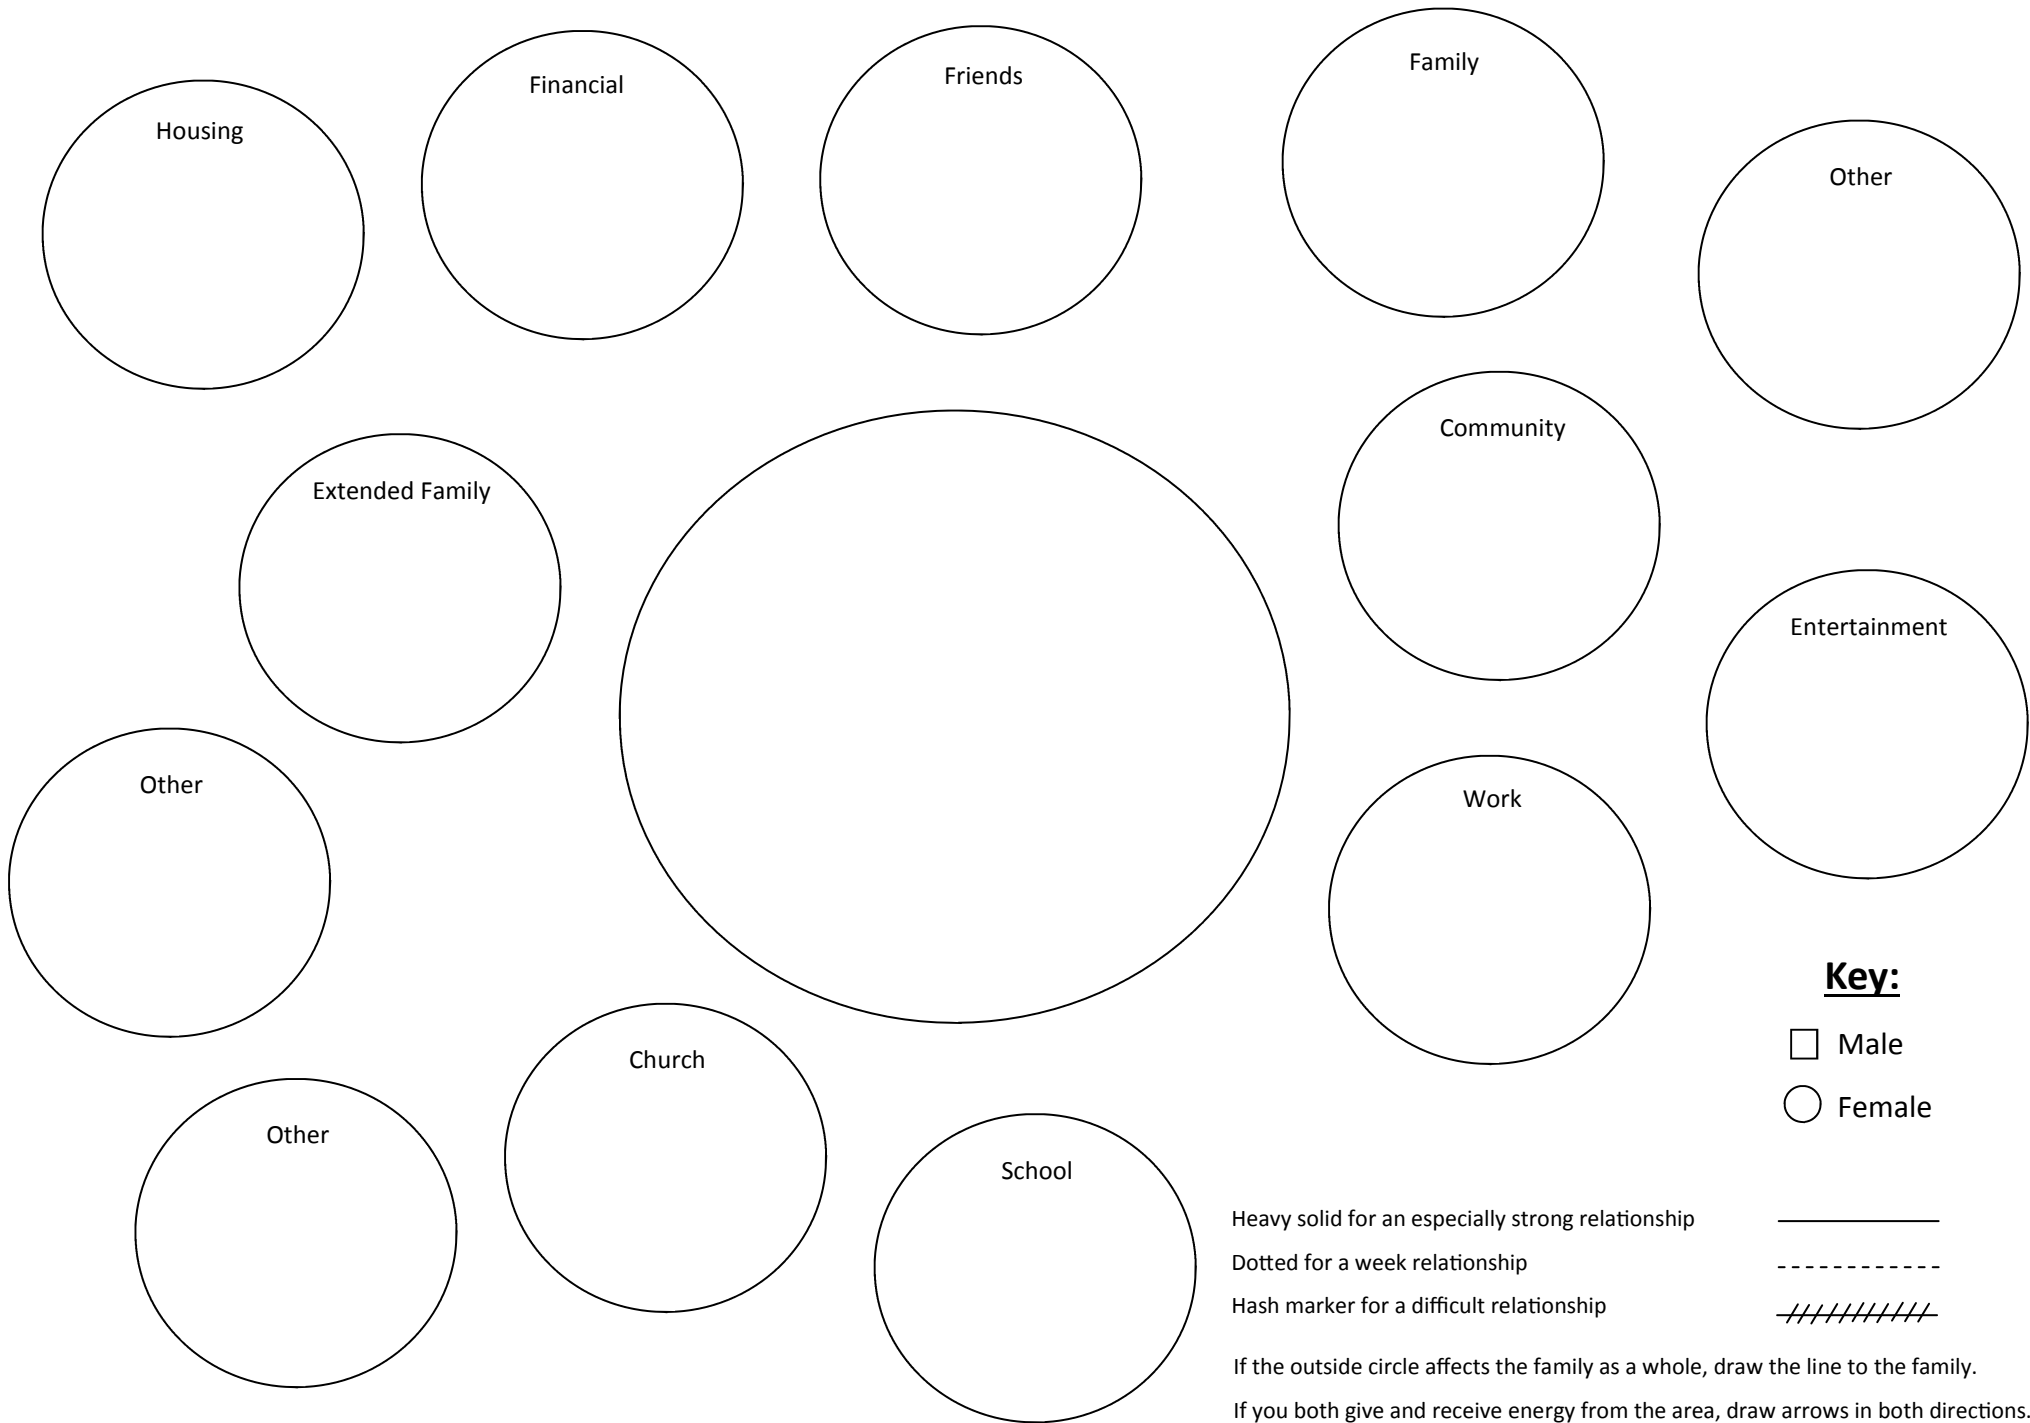 Housing
Financial
Friends
Family
Other
Extended Family
Community
Entertainment
Other
Work
Church
Other
School
Key:
Male
Female
Heavy solid for an especially strong relationship
Dotted for a week relationship
Hash marker for a difficult relationship
If the outside circle affects the family as a whole, draw the line to the family.
If you both give and receive energy from the area, draw arrows in both directions.